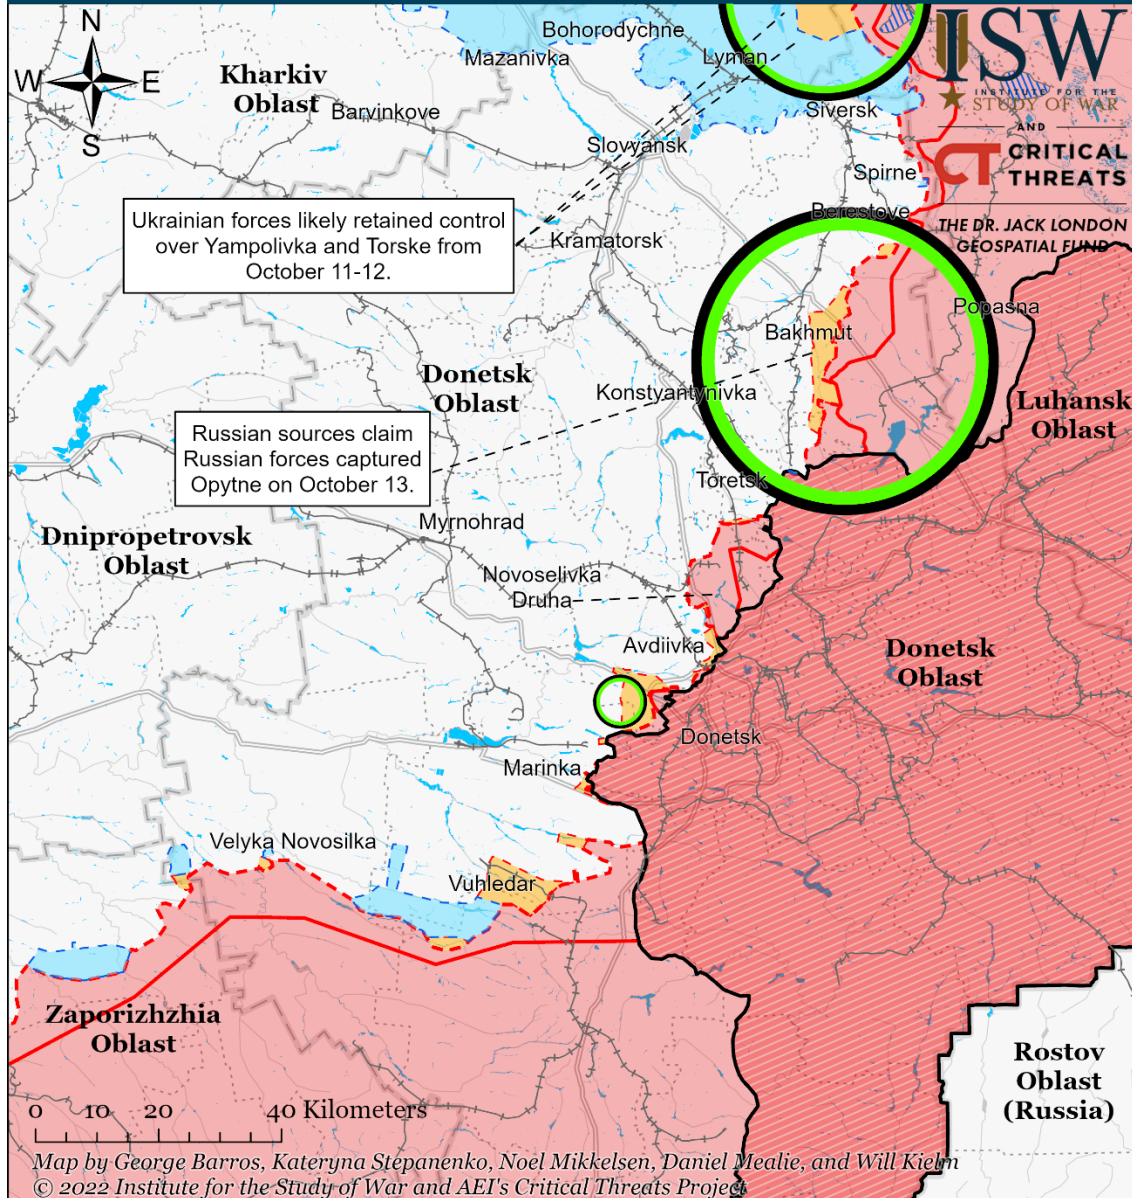 N
W
E
S
ISW
INSTITUTE FOR THE
STUDY OF WAR
AND
CT CRITICAL
THREATS
THE DR. JACK LONDON
GEOSPATIAL FUND
Bohorodychne
Mazanivka
Lyman
Kharkiv
Oblast
Barvinkove
Siversk
Slovyansk
Spirne
Ukrainian forces likely retained control
over Yampolivka and Torske from
October 11-12.
Berestove
Kramatorsk
Popasna
Bakhmut
Donetsk
Oblast
Konstyantynivka
Luhansk
Oblast
Russian sources claim
Russian forces captured
Opytne on October 13.
Toretsk
Myrnohrad
Dnipropetrovsk
Oblast
Novoselivka
Druha
Avdiivka
Donetsk
Oblast
Donetsk
Marinka
Velyka Novosilka
Vuhledar
Zaporizhzhia
Oblast
Rostov
Oblast
(Russia)
0 10 20 40 Kilometers
Map by George Barros, Kateryna Stepanenko, Noel Mikkelsen, Daniel Mealie, and Will Kielm
© 2022 Institute for the Study of War and AEI's Critical Threats Project